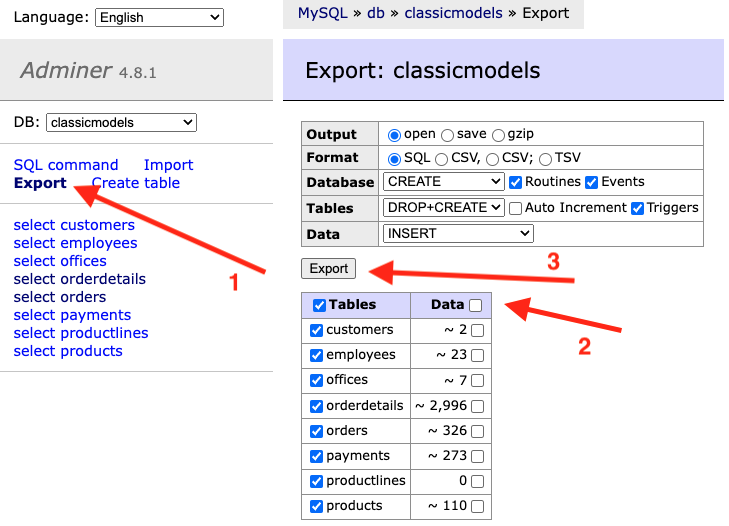 Language: English
MySQL » db » classicmodels » Export
Adminer 4.8.1
Export: classicmodels
DB: classicmodels
SQL command Import
Export Create table
select customers
select employees
select offices
select orderdetails
select orders
select payments
select productlines
select products
1
Output open save gzip
Format SQL CSV, CSV; TSV
Database CREATE Routines Events
Tables DROP+CREATE Auto Increment Triggers
Data INSERT
Export
3
Tables Data
2
customers ~ 2
employees ~ 23
offices ~ 7
orderdetails ~ 2,996
orders ~ 326
payments ~ 273
productlines 0
products ~ 110